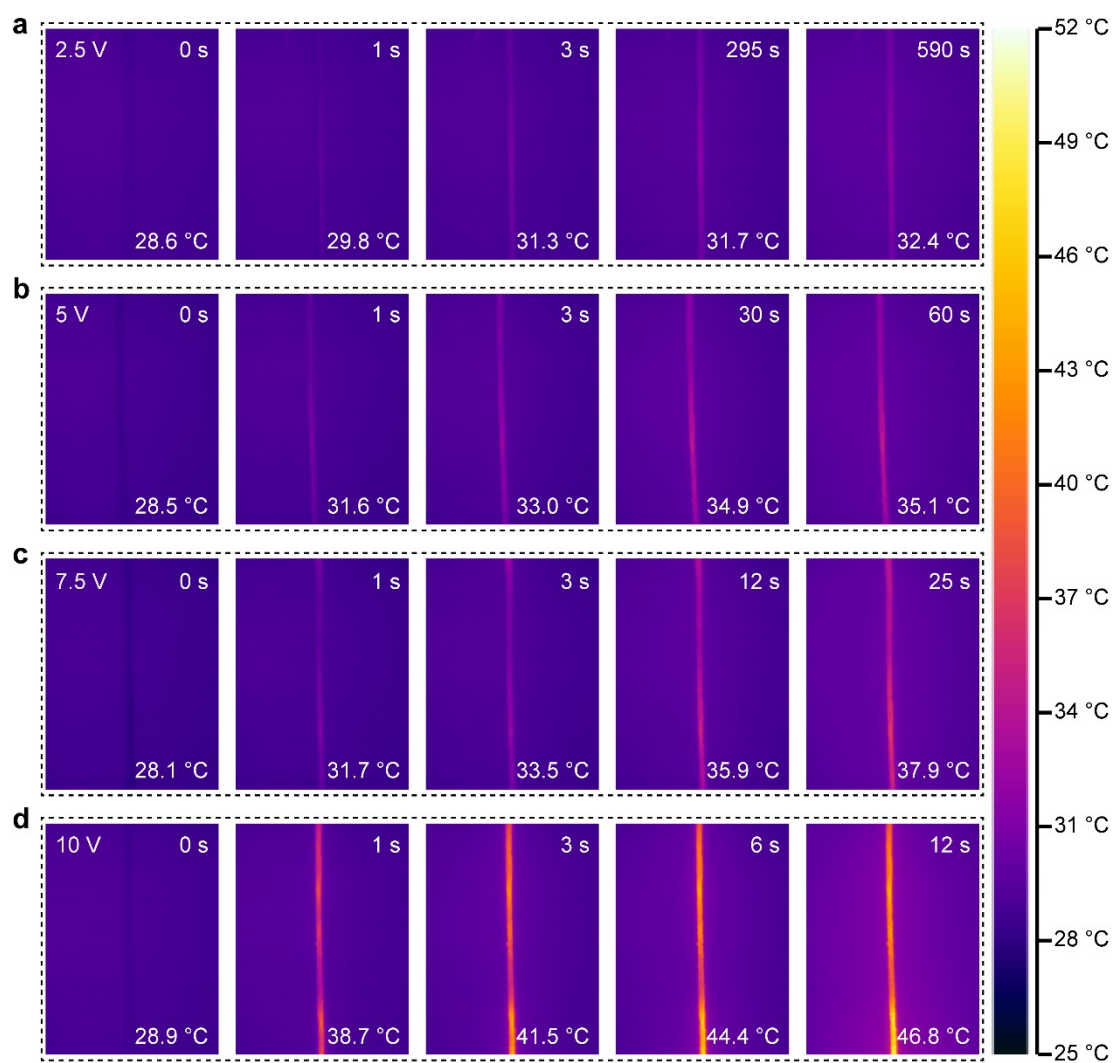 a
2.5 V 0 s 1 s 3 s 295 s 590 s
28.6 °C 29.8 °C 31.3 °C 31.7 °C 32.4 °C
b
5 V 0 s 1 s 3 s 30 s 60 s
28.5 °C 31.6 °C 33.0 °C 34.9 °C 35.1 °C
c
7.5 V 0 s 1 s 3 s 12 s 25 s
28.1 °C 31.7 °C 33.5 °C 35.9 °C 37.9 °C
d
10 V 0 s 1 s 3 s 6 s 12 s
28.9 °C 38.7 °C 41.5 °C 44.4 °C 46.8 °C
52 °C
49 °C
46 °C
43 °C
40 °C
37 °C
34 °C
31 °C
28 °C
25 °C